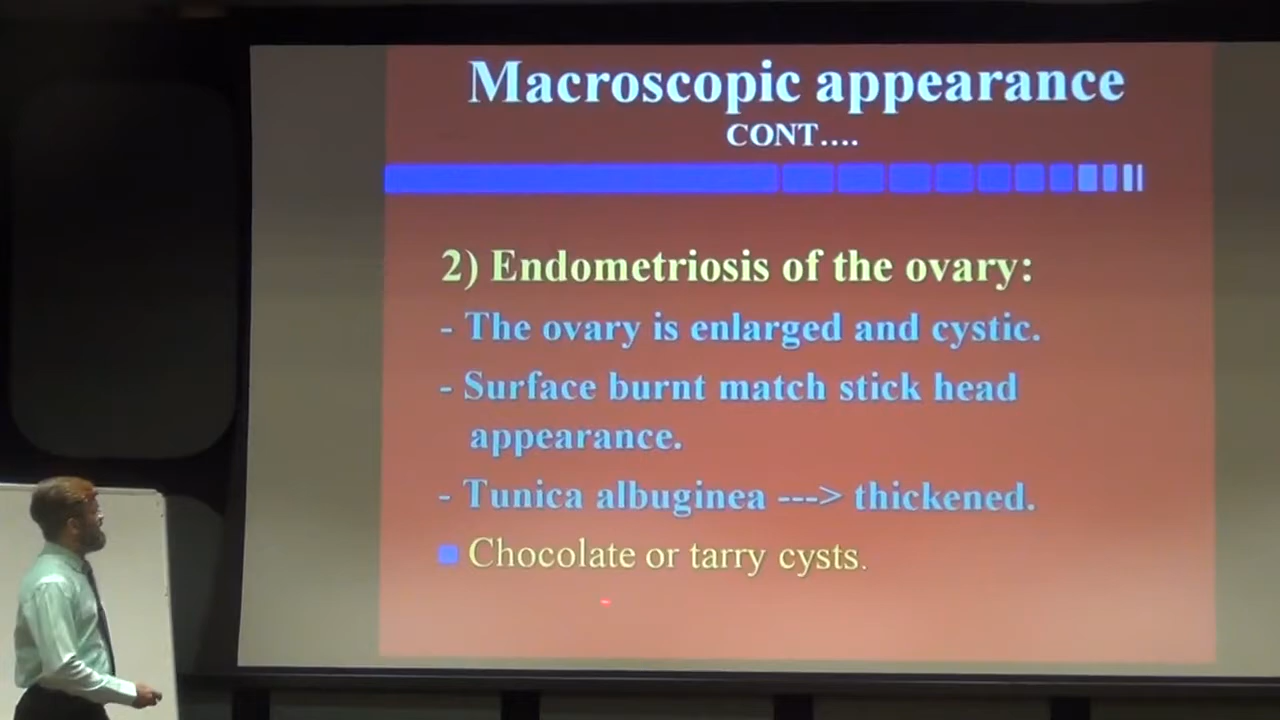 Macroscopic appearance
CONT....
2) Endometriosis of the ovary:
- The ovary is enlarged and cystic.
- Surface burnt match stick head
appearance.
- Tunica albuginea ---> thickened.
Chocolate or tarry cysts.